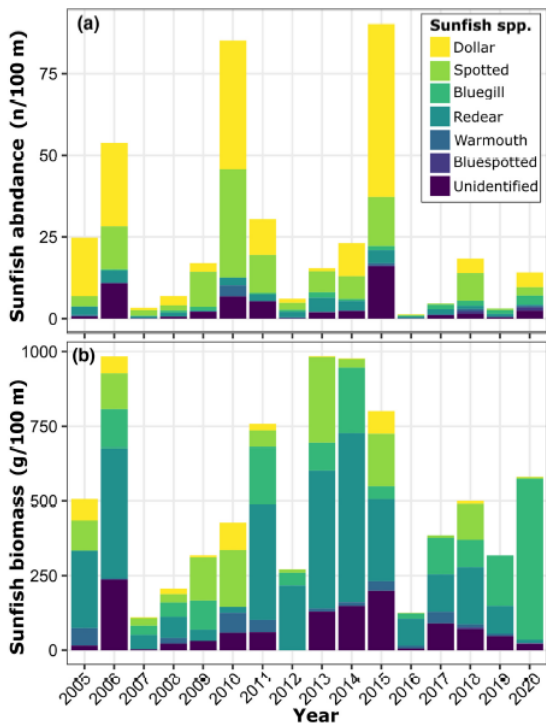 (a)
Sunfish abndance (n/100 m)
75
50
25
0
Sunfish spp.
Dollar
Spotted
Bluegill
Redear
Warmouth
Bluespotted
Unidentified
(b)
Sunfish biomass (g/100 m)
1000
750
500
250
0
2005 2006 2007 2008 2009 2010 2011 2012 2013 2014 2015 2016 2017 2018 2019 2020
Year